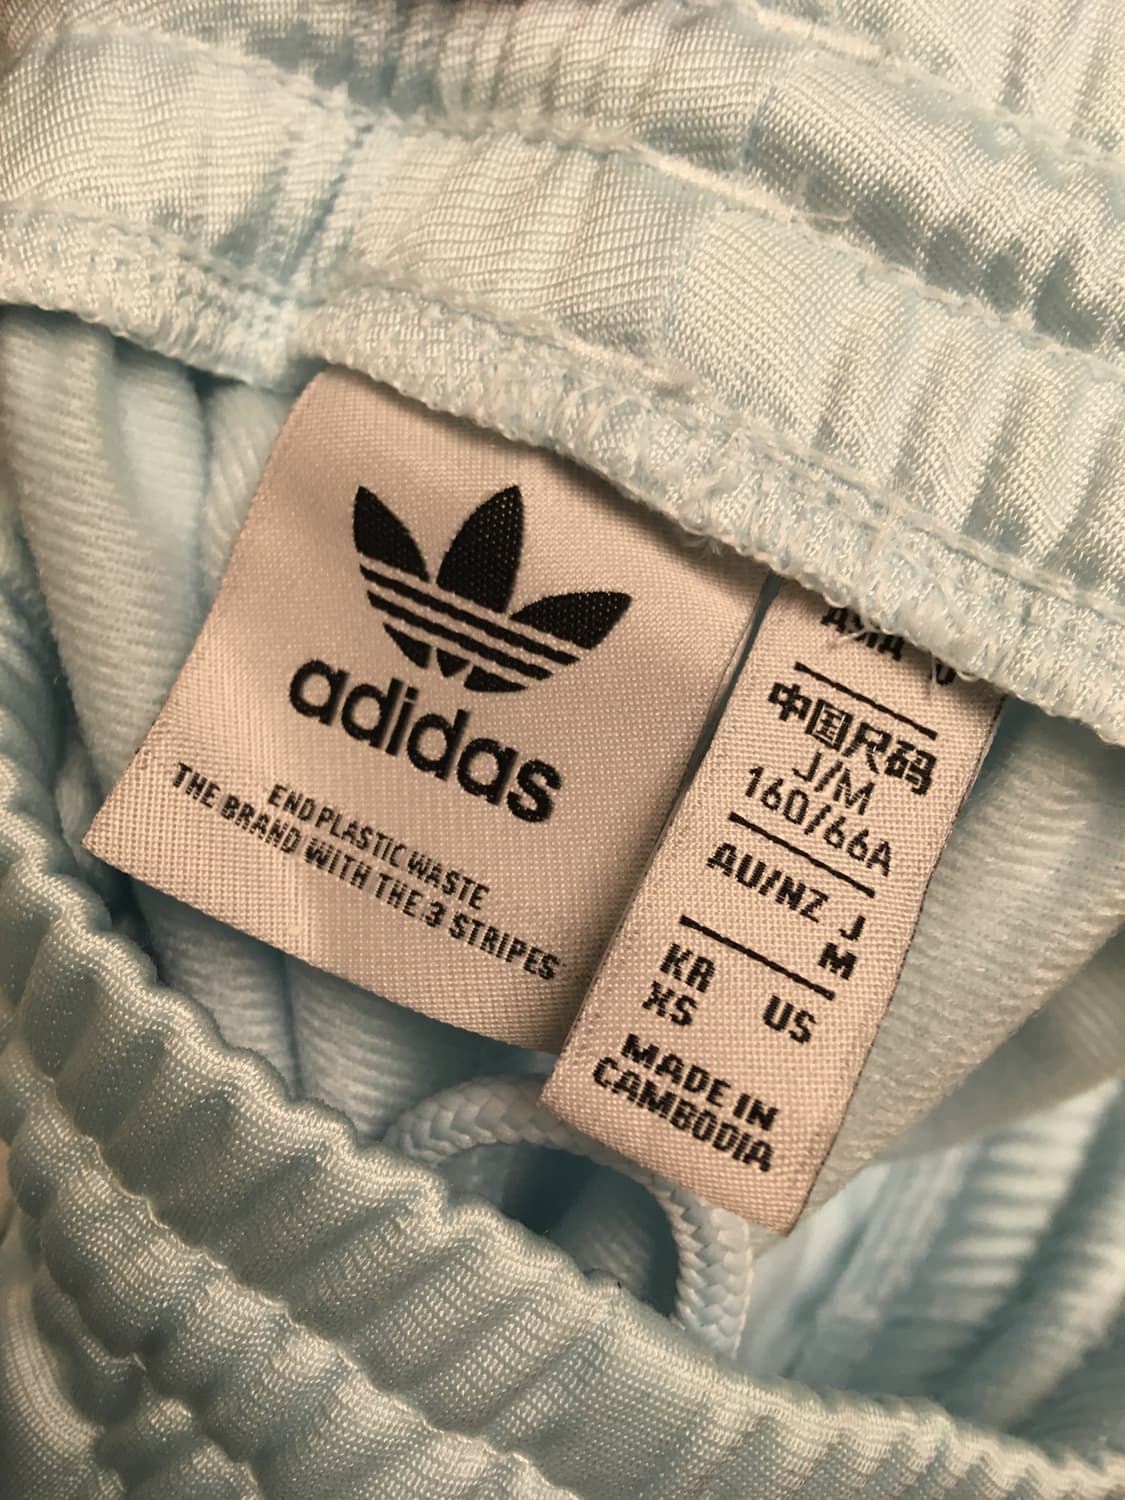 adidas
END PLASTIC WASTE
THE BRAND WITH THE 3 STRIPES
ASIA
中国尺码
J/M
160/66A
AU/NZ J
M
KR US
XS
MADE IN
CAMBODIA